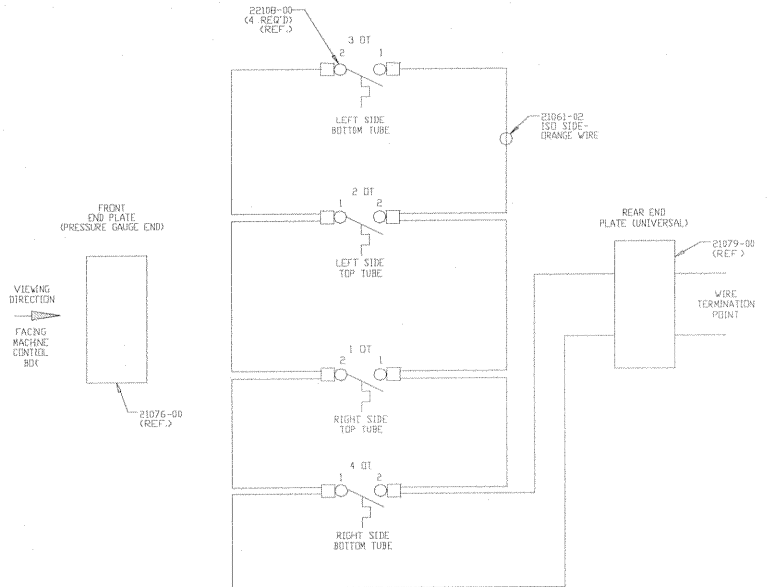 22108-00
(4 REQ'D)
(REF.)
3 OT
2 1
LEFT SIDE
BOTTOM TUBE
21061-02
ISO SIDE-
ORANGE WIRE
2 OT
1 2
LEFT SIDE
TOP TUBE
FRONT
END PLATE
(PRESSURE GAUGE END)
REAR END
PLATE (UNIVERSAL)
21079-00
(REF.)
VIEWING
DIRECTION
FACING
MACHINE
CONTROL
BOX
WIRE
TERMINATION
POINT
1 OT
2 1
RIGHT SIDE
TOP TUBE
21076-00
(REF.)
4 OT
1 2
RIGHT SIDE
BOTTOM TUBE